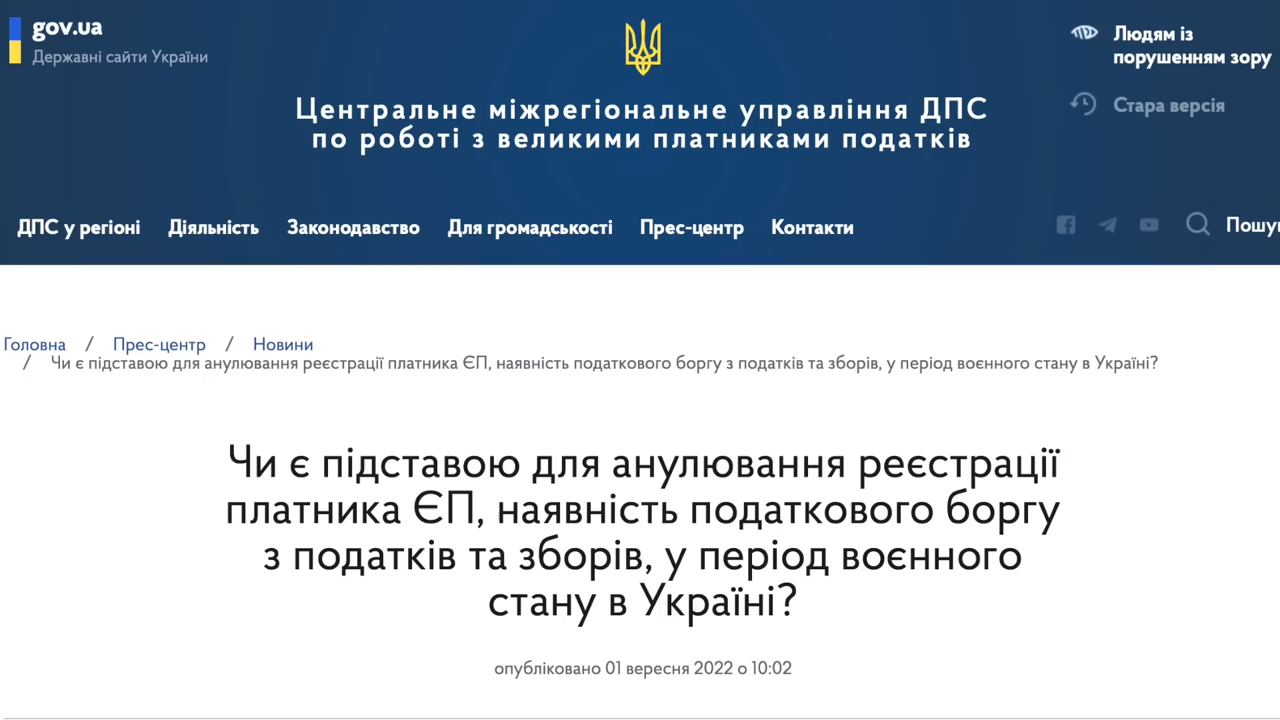 gov.ua
Державні сайти України
Людям із
порушенням зору
Стара версія
Центральне міжрегіональне управління ДПС
по роботі з великими платниками податків
ДПС у регіоні Діяльність Законодавство Для громадськості Прес-центр Контакти
Головна / Прес-центр / Новини
/ Чи є підставою для анулювання реєстрації платника ЄП, наявність податкового боргу з податків та зборів, у період воєнного стану в Україні?
Чи є підставою для анулювання реєстрації
платника ЄП, наявність податкового боргу
з податків та зборів, у період воєнного
стану в Україні?
опубліковано 01 вересня 2022 о 10:02